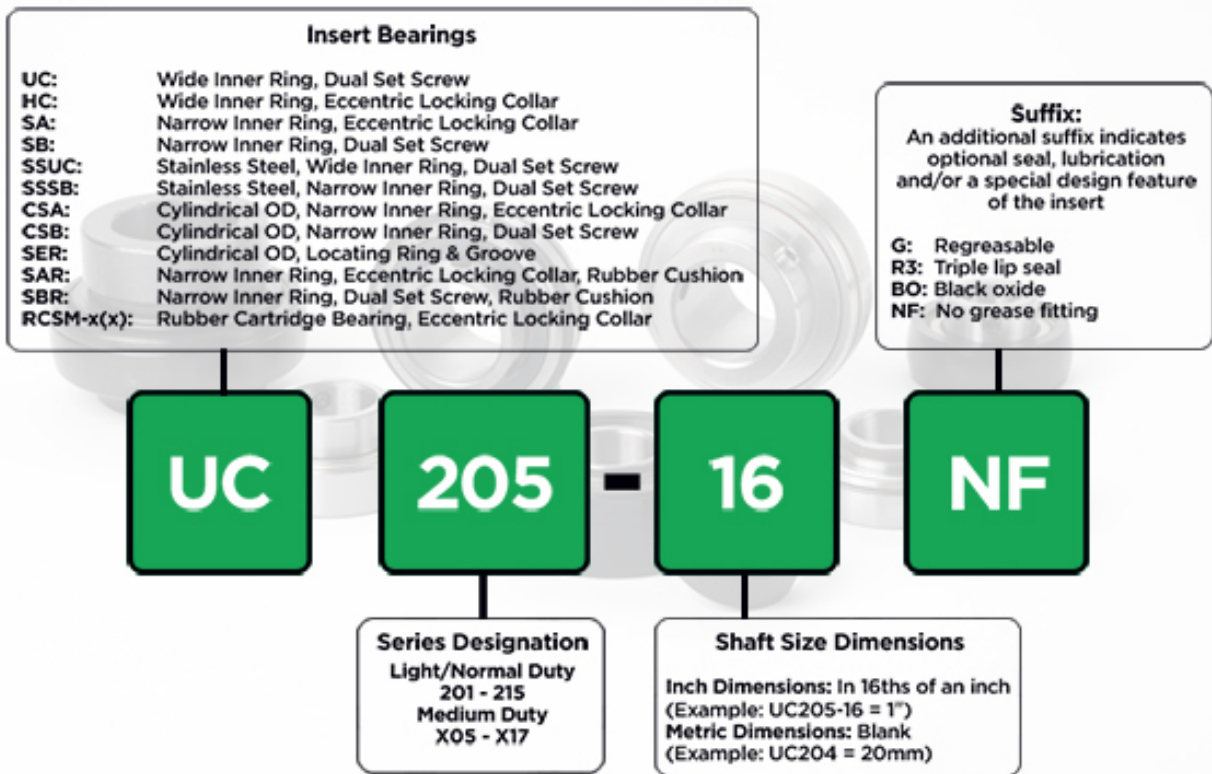 Insert Bearings
UC: Wide Inner Ring, Dual Set Screw
HC: Wide Inner Ring, Eccentric Locking Collar
SA: Narrow Inner Ring, Eccentric Locking Collar
SB: Narrow Inner Ring, Dual Set Screw
SSUC: Stainless Steel, Wide Inner Ring, Dual Set Screw
SSSB: Stainless Steel, Narrow Inner Ring, Dual Set Screw
CSA: Cylindrical OD, Narrow Inner Ring, Eccentric Locking Collar
CSB: Cylindrical OD, Narrow Inner Ring, Dual Set Screw
SER: Cylindrical OD, Locating Ring & Groove
SAR: Narrow Inner Ring, Eccentric Locking Collar, Rubber Cushion
SBR: Narrow Inner Ring, Dual Set Screw, Rubber Cushion
RCSM-x(x): Rubber Cartridge Bearing, Eccentric Locking Collar
Suffix:
An additional suffix indicates
optional seal, lubrication
and/or a special design feature
of the insert
G: Regreasable
R3: Triple lip seal
BO: Black oxide
NF: No grease fitting
UC 205 - 16 NF
Series Designation
Light/Normal Duty
201 - 215
Medium Duty
X05 - X17
Shaft Size Dimensions
Inch Dimensions: In 16ths of an inch
(Example: UC205-16 = 1")
Metric Dimensions: Blank
(Example: UC204 = 20mm)